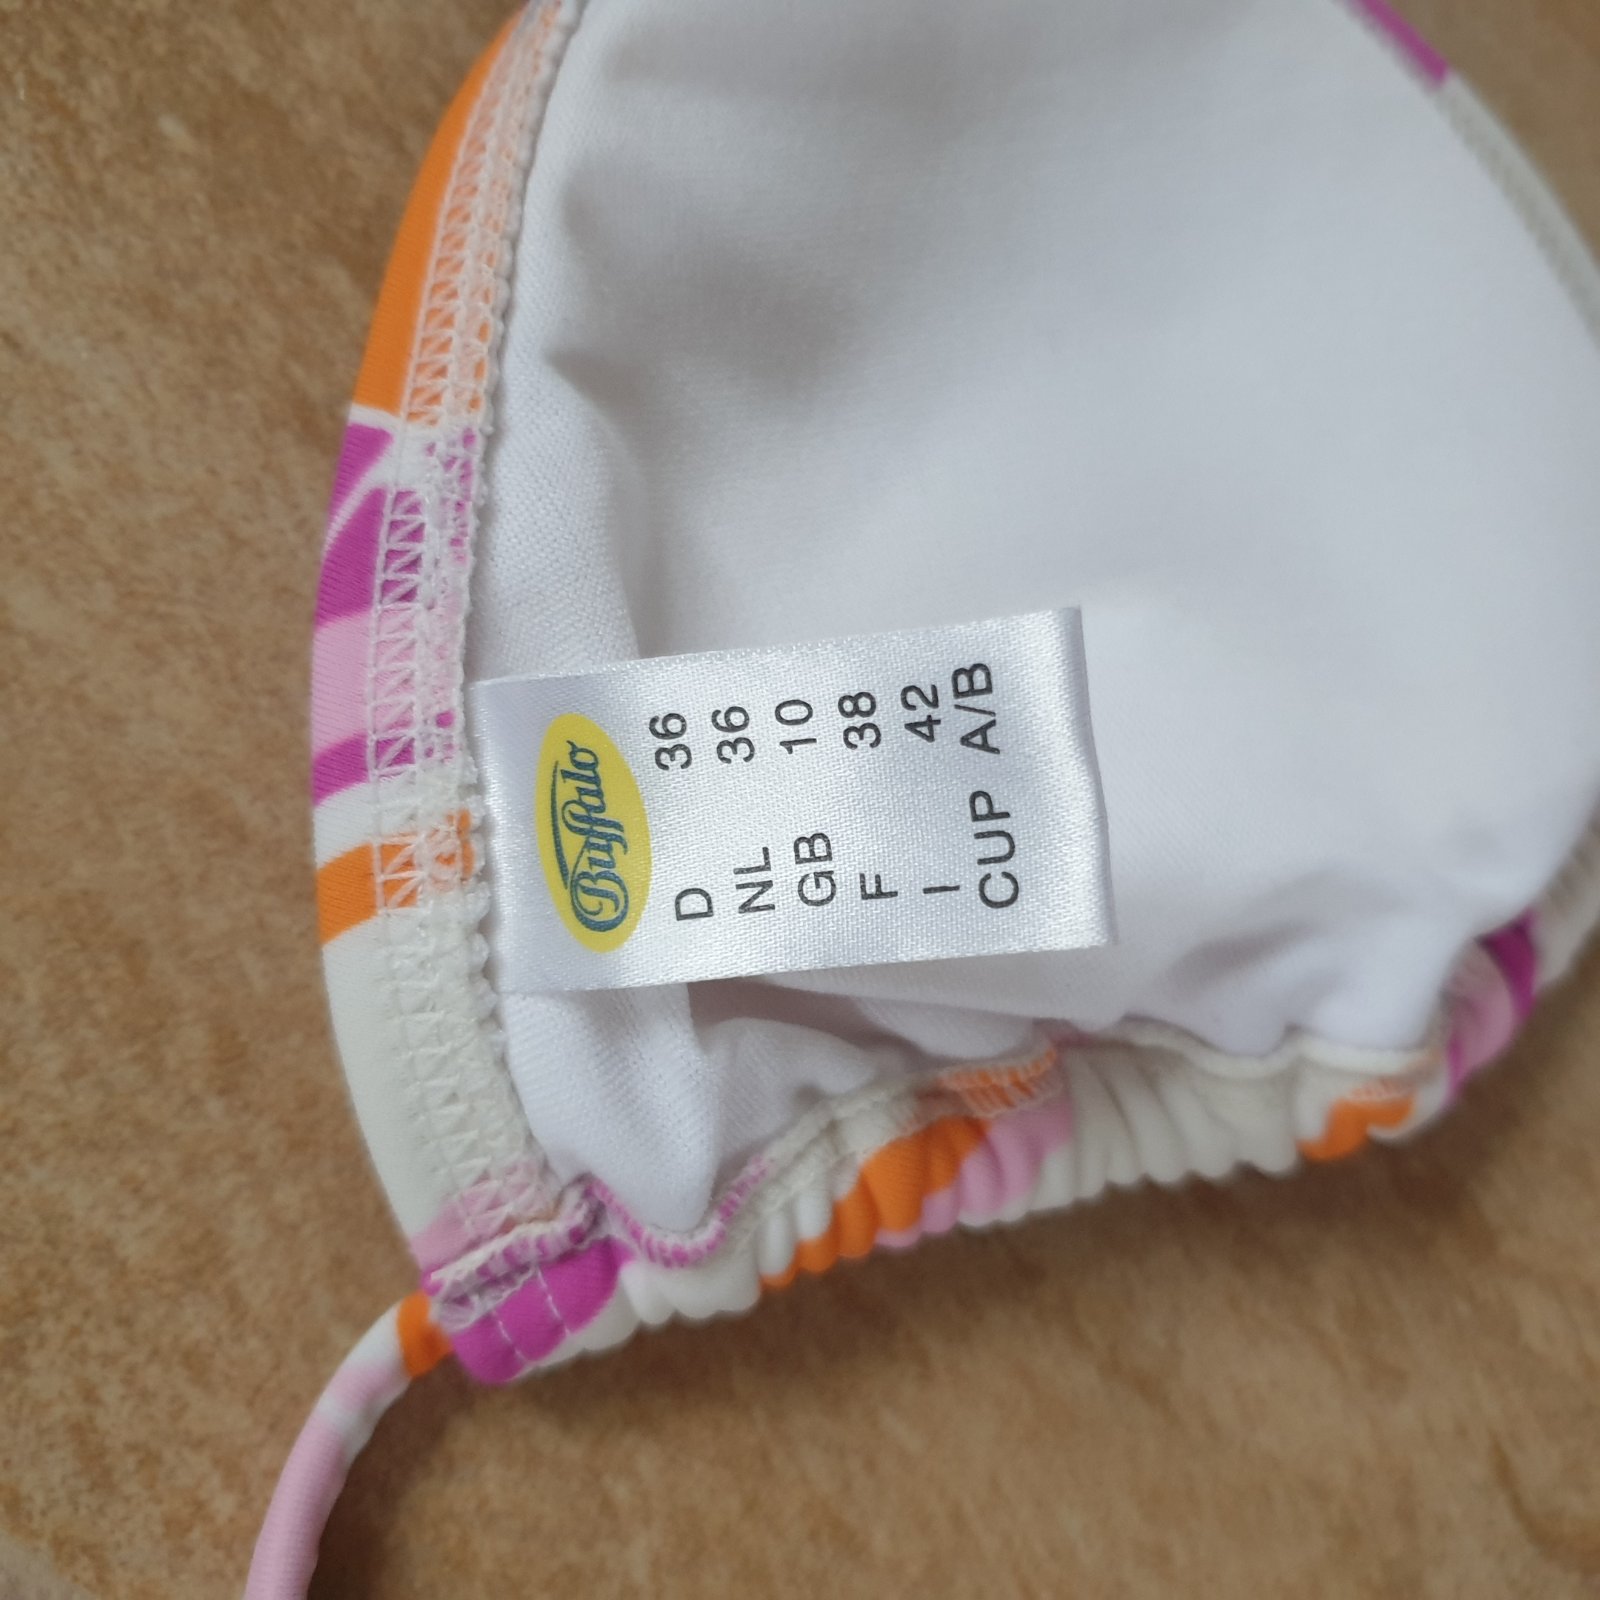 Buffalo
D 36
NL 36
GB 10
F 38
I 42
CUP A/B